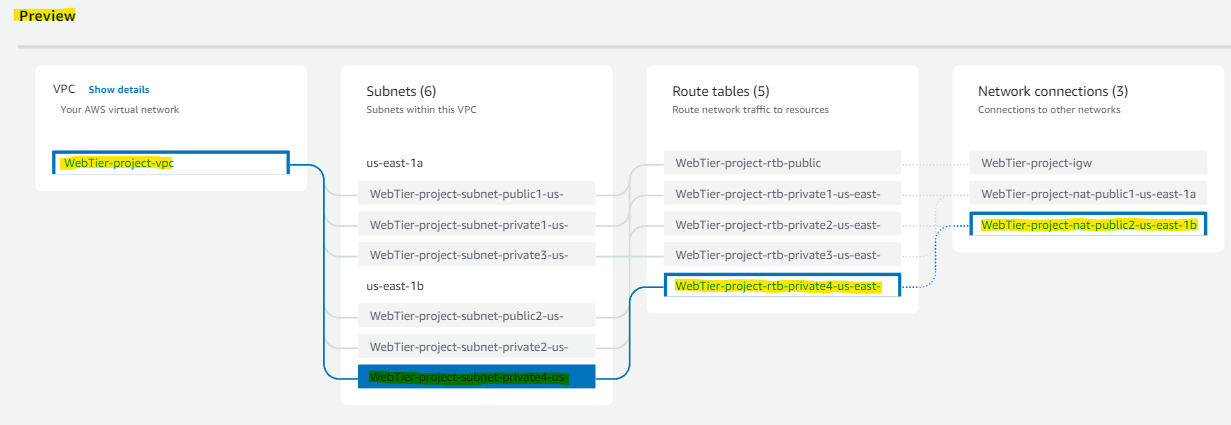 Preview
VPC Show details
Your AWS virtual network
WebTier-project-vpc
Subnets (6)
Subnets within this VPC
us-east-1a
WebTier-project-subnet-public1-us-
WebTier-project-subnet-private1-us-
WebTier-project-subnet-private3-us-
us-east-1b
WebTier-project-subnet-public2-us-
WebTier-project-subnet-private2-us-
WebTier-project-subnet-private4-us-
Route tables (5)
Route network traffic to resources
WebTier-project-rtb-public
WebTier-project-rtb-private1-us-east-
WebTier-project-rtb-private2-us-east-
WebTier-project-rtb-private3-us-east-
WebTier-project-rtb-private4-us-east-
Network connections (3)
Connections to other networks
WebTier-project-igw
WebTier-project-nat-public1-us-east-1a
WebTier-project-nat-public2-us-east-1b